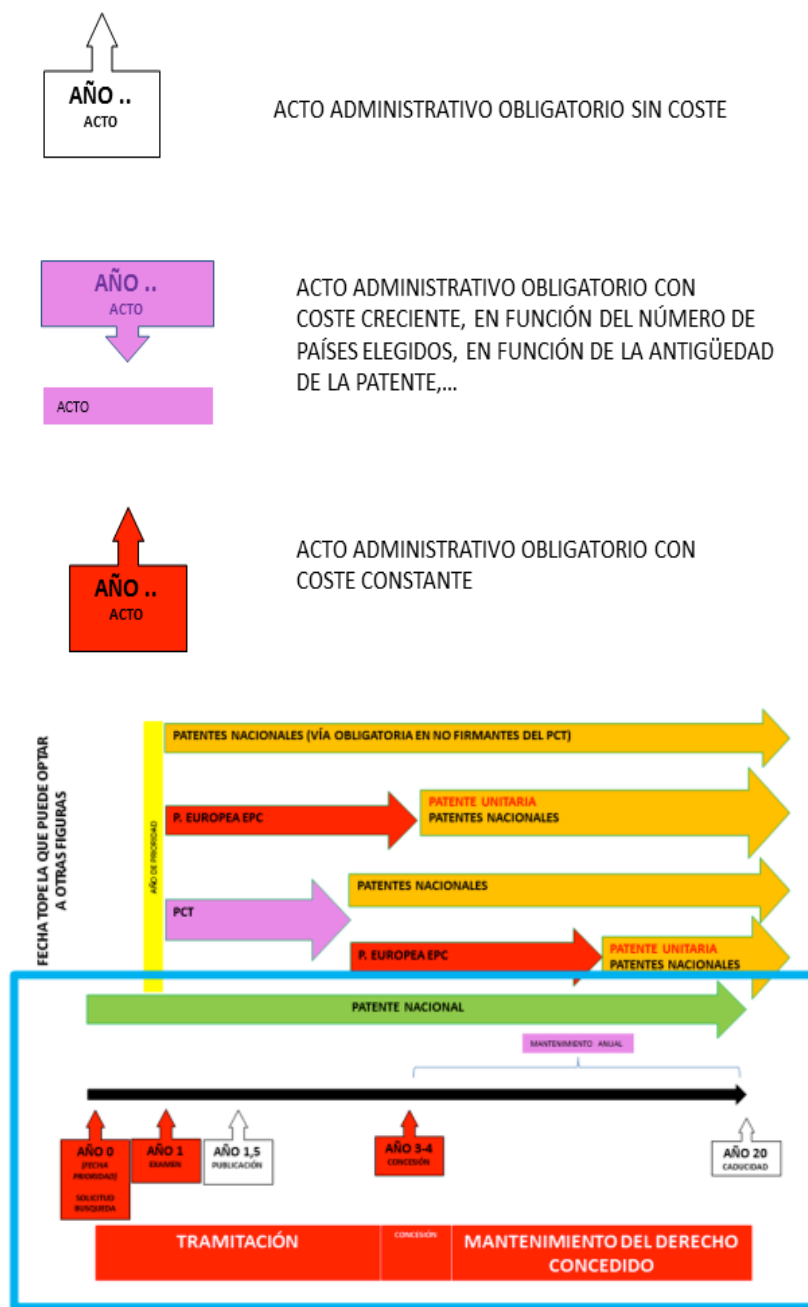 AÑO ..
ACTO
ACTO ADMINISTRATIVO OBLIGATORIO SIN COSTE
AÑO ..
ACTO
ACTO
ACTO ADMINISTRATIVO OBLIGATORIO CON
COSTE CRECIENTE, EN FUNCIÓN DEL NÚMERO DE
PAÍSES ELEGIDOS, EN FUNCIÓN DE LA ANTIGÜEDAD
DE LA PATENTE,...
AÑO ..
ACTO
ACTO ADMINISTRATIVO OBLIGATORIO CON
COSTE CONSTANTE
FECHA TOPE LA QUE PUEDE OPTAR
A OTRAS FIGURAS
AÑO DE PRIORIDAD
PATENTES NACIONALES (VÍA OBLIGATORIA EN NO FIRMANTES DEL PCT)
P. EUROPEA EPC
PATENTE UNITARIA
PATENTES NACIONALES
PCT
PATENTES NACIONALES
P. EUROPEA EPC
PATENTE UNITARIA
PATENTES NACIONALES
PATENTE NACIONAL
MANTENIMIENTO ANUAL
AÑO 0
(FECHA
PRIORIDAD)
SOLICITUD
BUSQUEDA
AÑO 1
EXAMEN
AÑO 1,5
PUBLICACIÓN
AÑO 3-4
CONCESIÓN
AÑO 20
CADUCIDAD
TRAMITACIÓN
CONCESIÓN
MANTENIMIENTO DEL DERECHO
CONCEDIDO